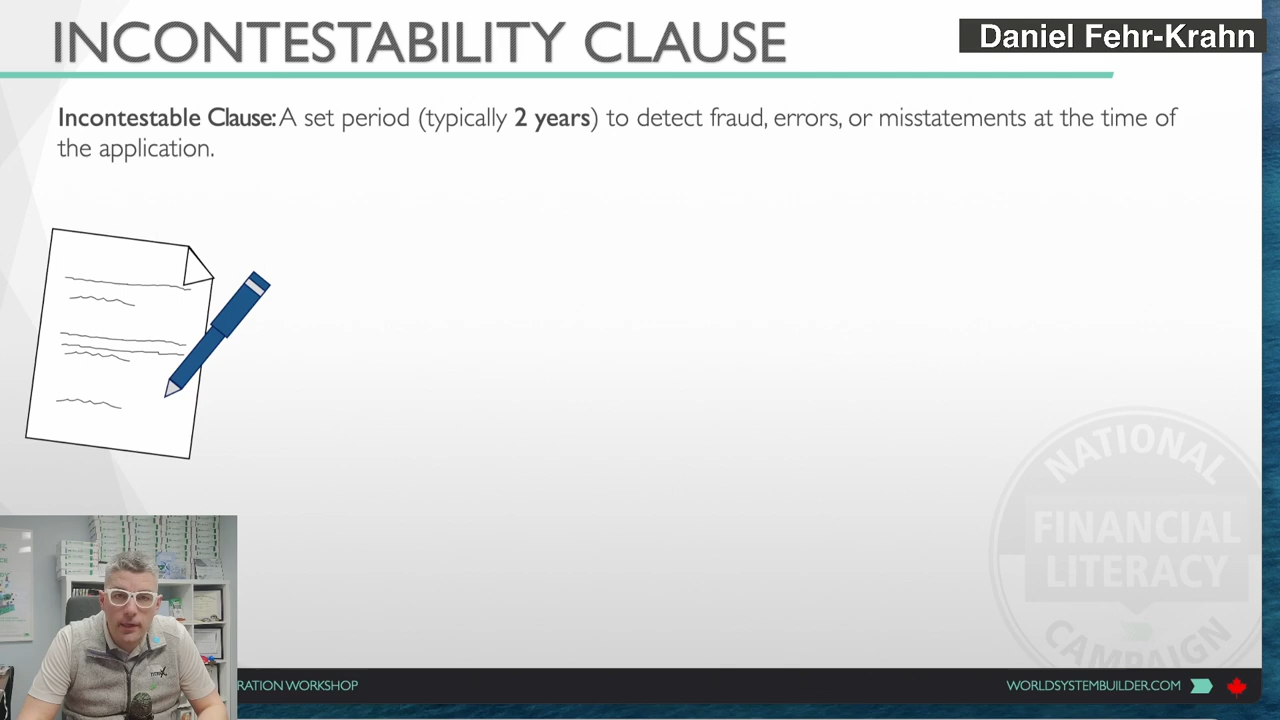 INCONTESTABILITY CLAUSE
Daniel Fehr-Krahn
Incontestable Clause: A set period (typically 2 years) to detect fraud, errors, or misstatements at the time of
the application.
NATIONAL
FINANCIAL
LITERACY
CAMPAIGN
RATION WORKSHOP
WORLDSYSTEMBUILDER.COM